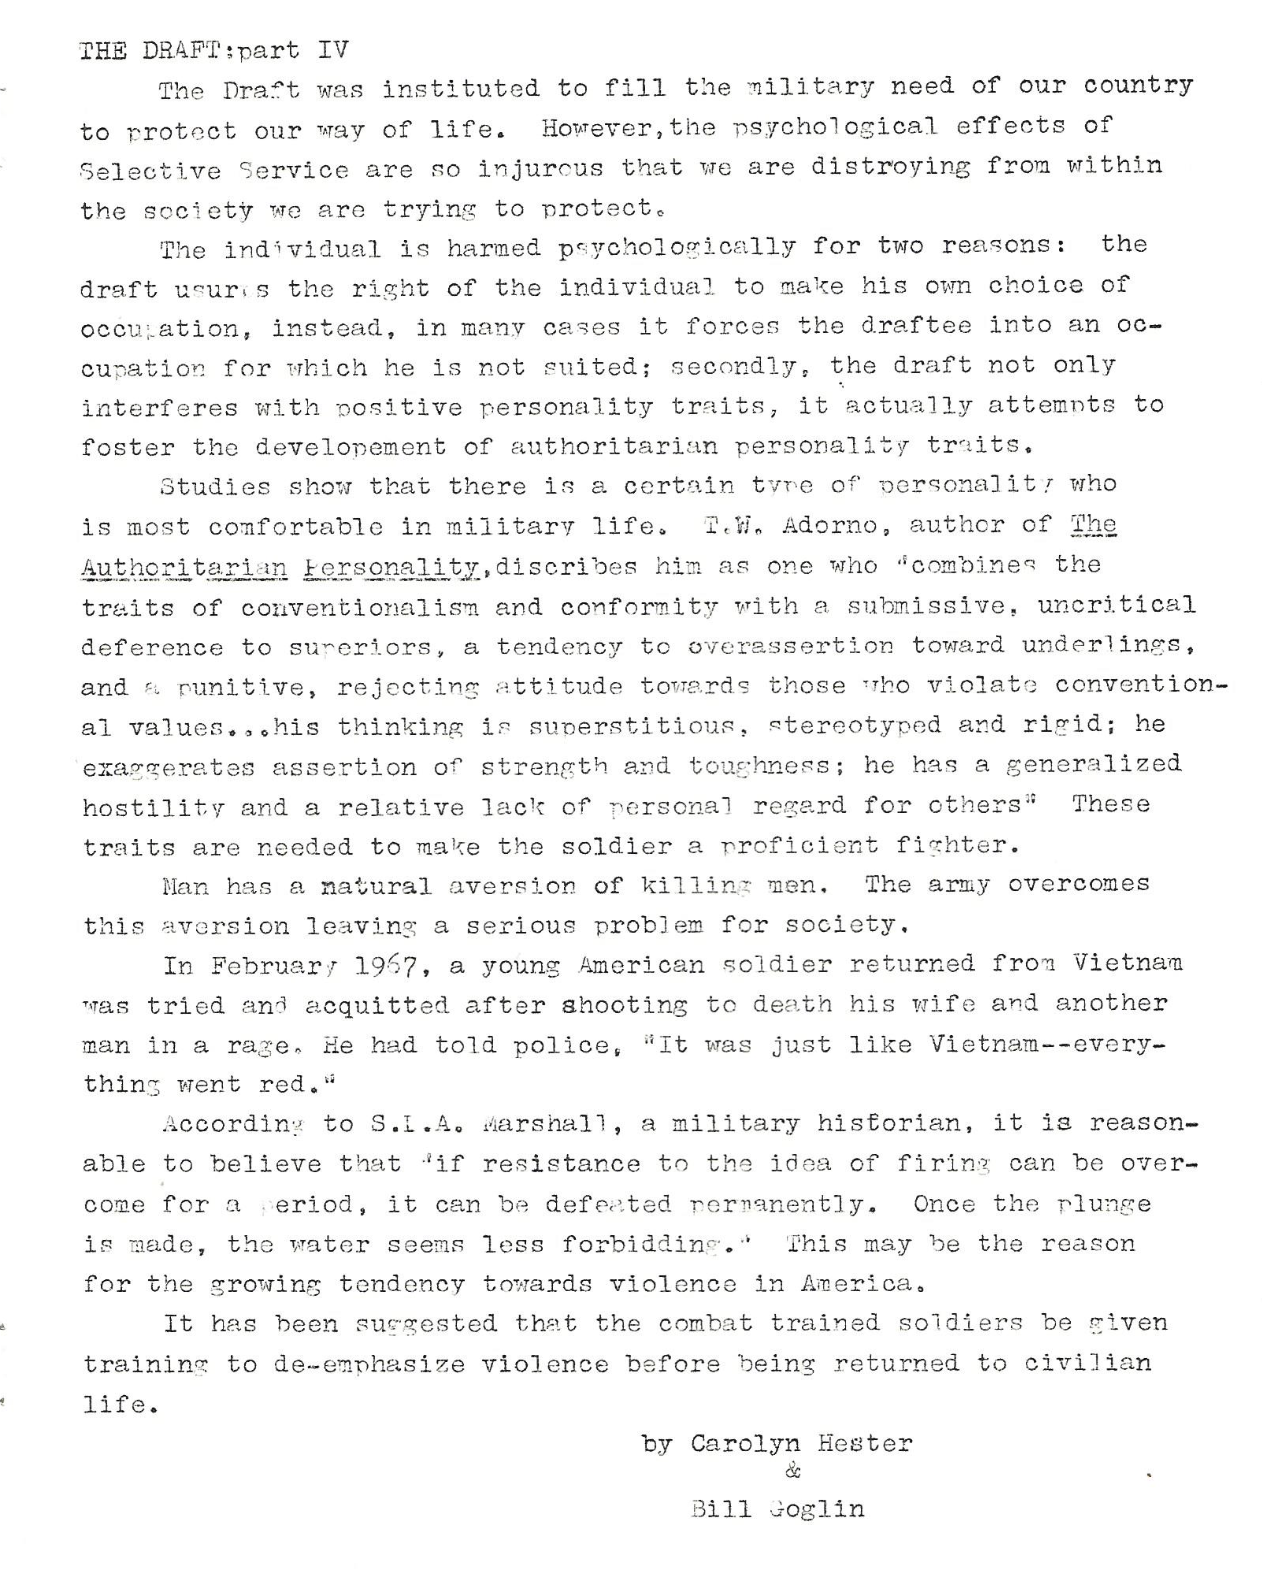 THE DRAFT;part IV
The Draft was instituted to fill the military need of our country
to protect our way of life. However,the psychological effects of
Selective Service are so injurous that we are distroying from within
the society we are trying to protect.
The individual is harmed psychologically for two reasons: the
draft usurps the right of the individual to make his own choice of
occupation, instead, in many cases it forces the draftee into an oc-
cupation for which he is not suited; secondly, the draft not only
interferes with positive personality traits, it actually attempts to
foster the developement of authoritarian personality traits.
Studies show that there is a certain type of personality who
is most comfortable in military life. T.W. Adorno, author of The
Authoritarian Personality,discribes him as one who "combines the
traits of conventionalism and conformity with a submissive, uncritical
deference to superiors, a tendency to overassertion toward underlings,
and a punitive, rejecting attitude towards those who violate convention-
al values...his thinking is superstitious, stereotyped and rigid; he
exaggerates assertion of strength and toughness; he has a generalized
hostility and a relative lack of personal regard for others" These
traits are needed to make the soldier a proficient fighter.
Man has a natural aversion of killing men. The army overcomes
this aversion leaving a serious problem for society.
In February 1967, a young American soldier returned from Vietnam
was tried and acquitted after shooting to death his wife and another
man in a rage. He had told police, "It was just like Vietnam--every-
thing went red."
According to S.L.A. Marshall, a military historian, it is reason-
able to believe that "if resistance to the idea of firing can be over-
come for a period, it can be defeated permanently. Once the plunge
is made, the water seems less forbidding." This may be the reason
for the growing tendency towards violence in America.
It has been suggested that the combat trained soldiers be given
training to de-emphasize violence before being returned to civilian
life.
by Carolyn Hester
&
Bill Goglin